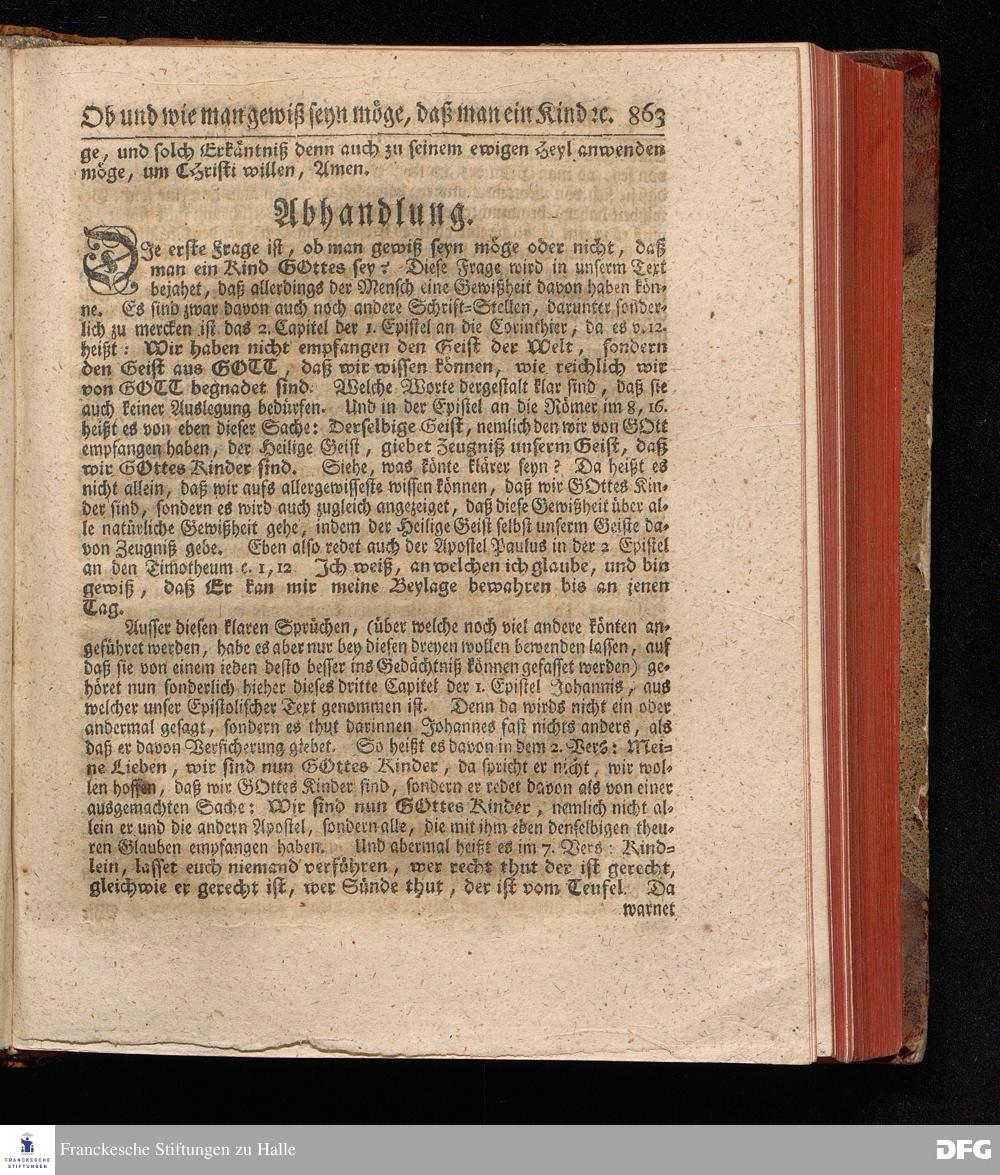 Ob und wie man gewiß seyn möge, daß man ein Kind ꝛc. 863
ge, und solch Erkäntniß denn auch zu seinem ewigen Heyl anwenden
möge, um CHristi willen, Amen.
Abhandlung.
DJe erste Frage ist, ob man gewiß seyn möge oder nicht, daß
man ein Kind GOttes sey? Diese Frage wird in unserm Text
bejahet, daß allerdings der Mensch eine Gewißheit davon haben kön-
ne. Es sind zwar davon auch noch andere Schrift-Stellen, darunter sonder-
lich zu mercken ist das 2. Capitel der 1. Epistel an die Corinthier, da es v. 12.
heißt: Wir haben nicht empfangen den Geist der Welt, sondern
den Geist aus GOTT, daß wir wissen können, wie reichlich wir
von GOTT begnadet sind. Welche Worte dergestalt klar sind, daß sie
auch keiner Auslegung bedürfen. Und in der Epistel an die Römer im 8, 16.
heißt es von eben dieser Sache: Derselbige Geist, nemlich den wir von GOtt
empfangen haben, der Heilige Geist, giebet Zeugniß unserm Geist, daß
wir GOttes Kinder sind. Siehe, was könte klärer seyn? Da heißt es
nicht allein, daß wir aufs allergewisseste wissen können, daß wir GOttes Kin-
der sind, sondern es wird auch zugleich angezeiget, daß diese Gewißheit über al-
le natürliche Gewißheit gehe, indem der Heilige Geist selbst unserm Geiste da-
von Zeugniß gebe. Eben also redet auch der Apostel Paulus in der 2 Epistel
an den Timotheum c. 1, 12 Ich weiß, an welchen ich glaube, und bin
gewiß, daß Er kan mir meine Beylage bewahren bis an jenen
Tag.
Ausser diesen klaren Sprüchen, (über welche noch viel andere könten an-
geführet werden, habe es aber nur bey diesen dreyen wollen bewenden lassen, auf
daß sie von einem ieden desto besser ins Gedächtniß können gefasset werden) ge-
höret nun sonderlich hieher dieses dritte Capitel der 1. Epistel Johannis, aus
welcher unser Epistolischer Text genommen ist. Denn da wirds nicht ein oder
andermal gesagt, sondern es thut darinnen Johannes fast nichts anders, als
daß er davon Versicherung giebet. So heißt es davon in dem 2. Vers: Mei-
ne Lieben, wir sind nun GOttes Kinder, da spricht er nicht, wir wol-
len hoffen, daß wir GOttes Kinder sind, sondern er redet davon als von einer
ausgemachten Sache: Wir sind nun GOttes Kinder, nemlich nicht al-
lein er und die andern Apostel, sondern alle, die mit ihm eben denselbigen theu-
ren Glauben empfangen haben. Und abermal heißt es im 7. Vers: Kind-
lein, lasset euch niemand verführen, wer recht thut der ist gerecht,
gleichwie er gerecht ist, wer Sünde thut, der ist vom Teufel. Da
warnet
FRANCKESCHE
STIFTUNGEN
Franckesche Stiftungen zu Halle
DFG